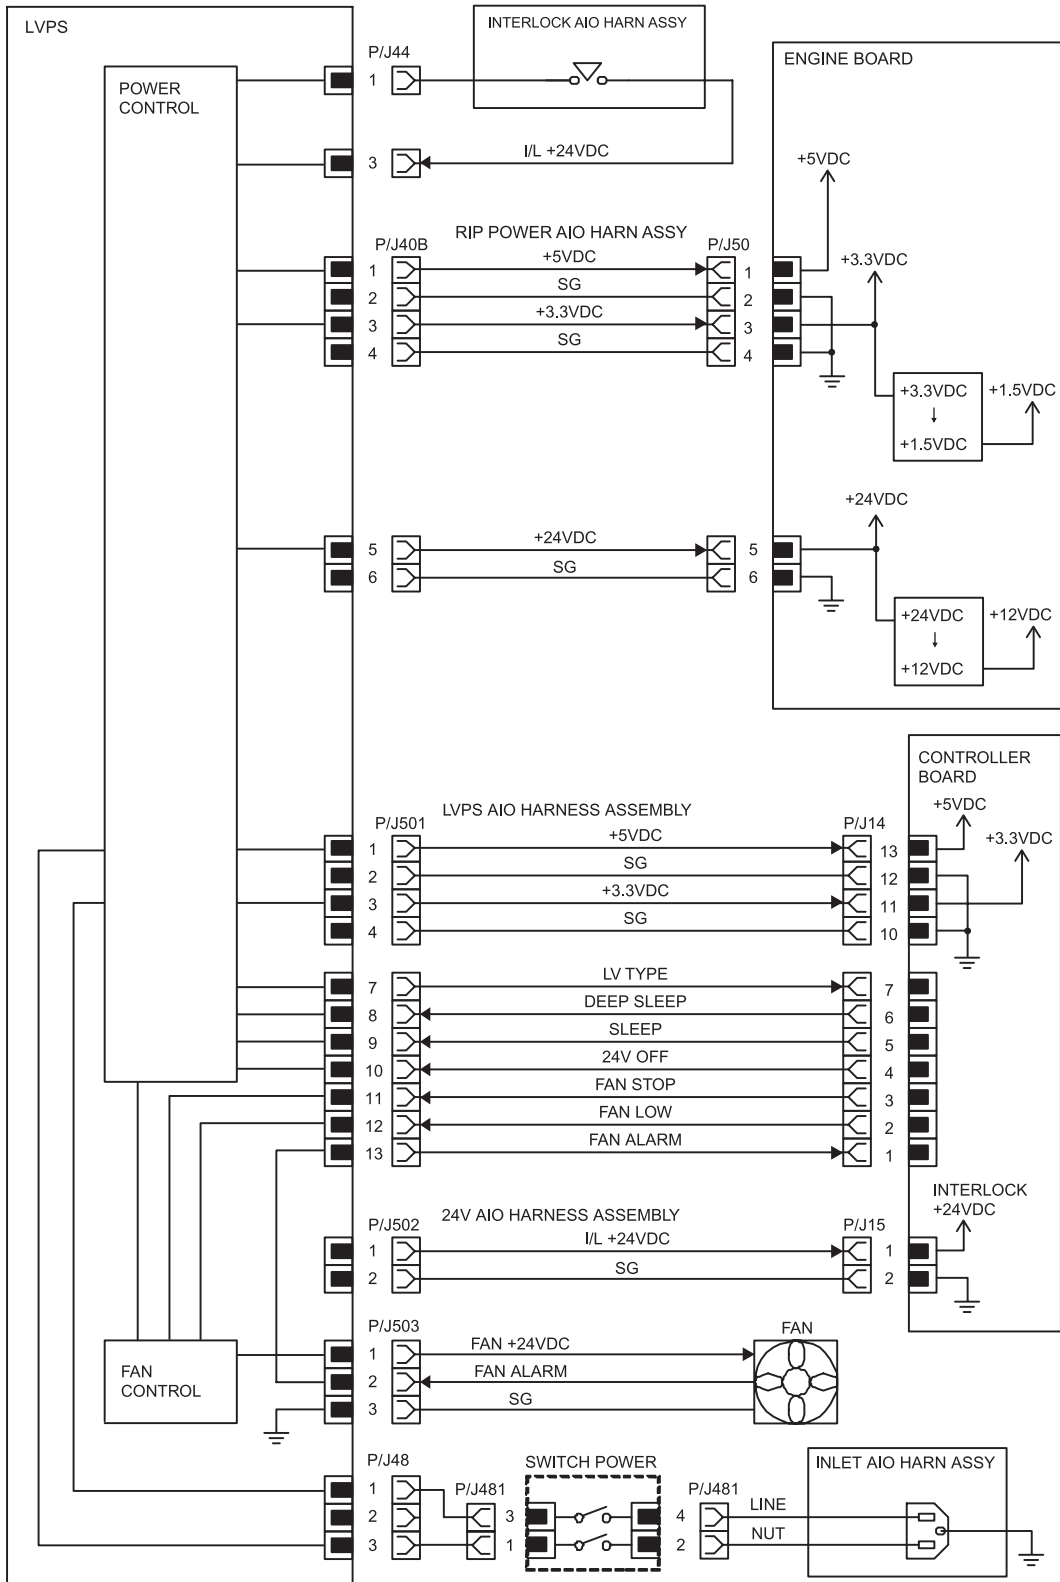 LVPS
P/J44
INTERLOCK AIO HARN ASSY
ENGINE BOARD
POWER
CONTROL
1
3
I/L +24VDC
+5VDC
RIP POWER AIO HARN ASSY
P/J40B
P/J50
+3.3VDC
1
+5VDC
1
2
SG
2
3
+3.3VDC
3
4
SG
4
+3.3VDC
↓
+1.5VDC
+1.5VDC
+24VDC
5
+24VDC
5
6
SG
6
+24VDC
↓
+12VDC
+12VDC
CONTROLLER
BOARD
LVPS AIO HARNESS ASSEMBLY
P/J501
P/J14
+5VDC
+3.3VDC
1
+5VDC
13
2
SG
12
3
+3.3VDC
11
4
SG
10
7
LV TYPE
7
8
DEEP SLEEP
6
9
SLEEP
5
10
24V OFF
4
11
FAN STOP
3
12
FAN LOW
2
13
FAN ALARM
1
INTERLOCK
+24VDC
24V AIO HARNESS ASSEMBLY
P/J502
P/J15
1
I/L +24VDC
1
2
SG
2
P/J503
FAN
FAN
CONTROL
1
FAN +24VDC
2
FAN ALARM
3
SG
P/J48
SWITCH POWER
INLET AIO HARN ASSY
P/J481
P/J481
1
2
3
3
1
4
LINE
2
NUT